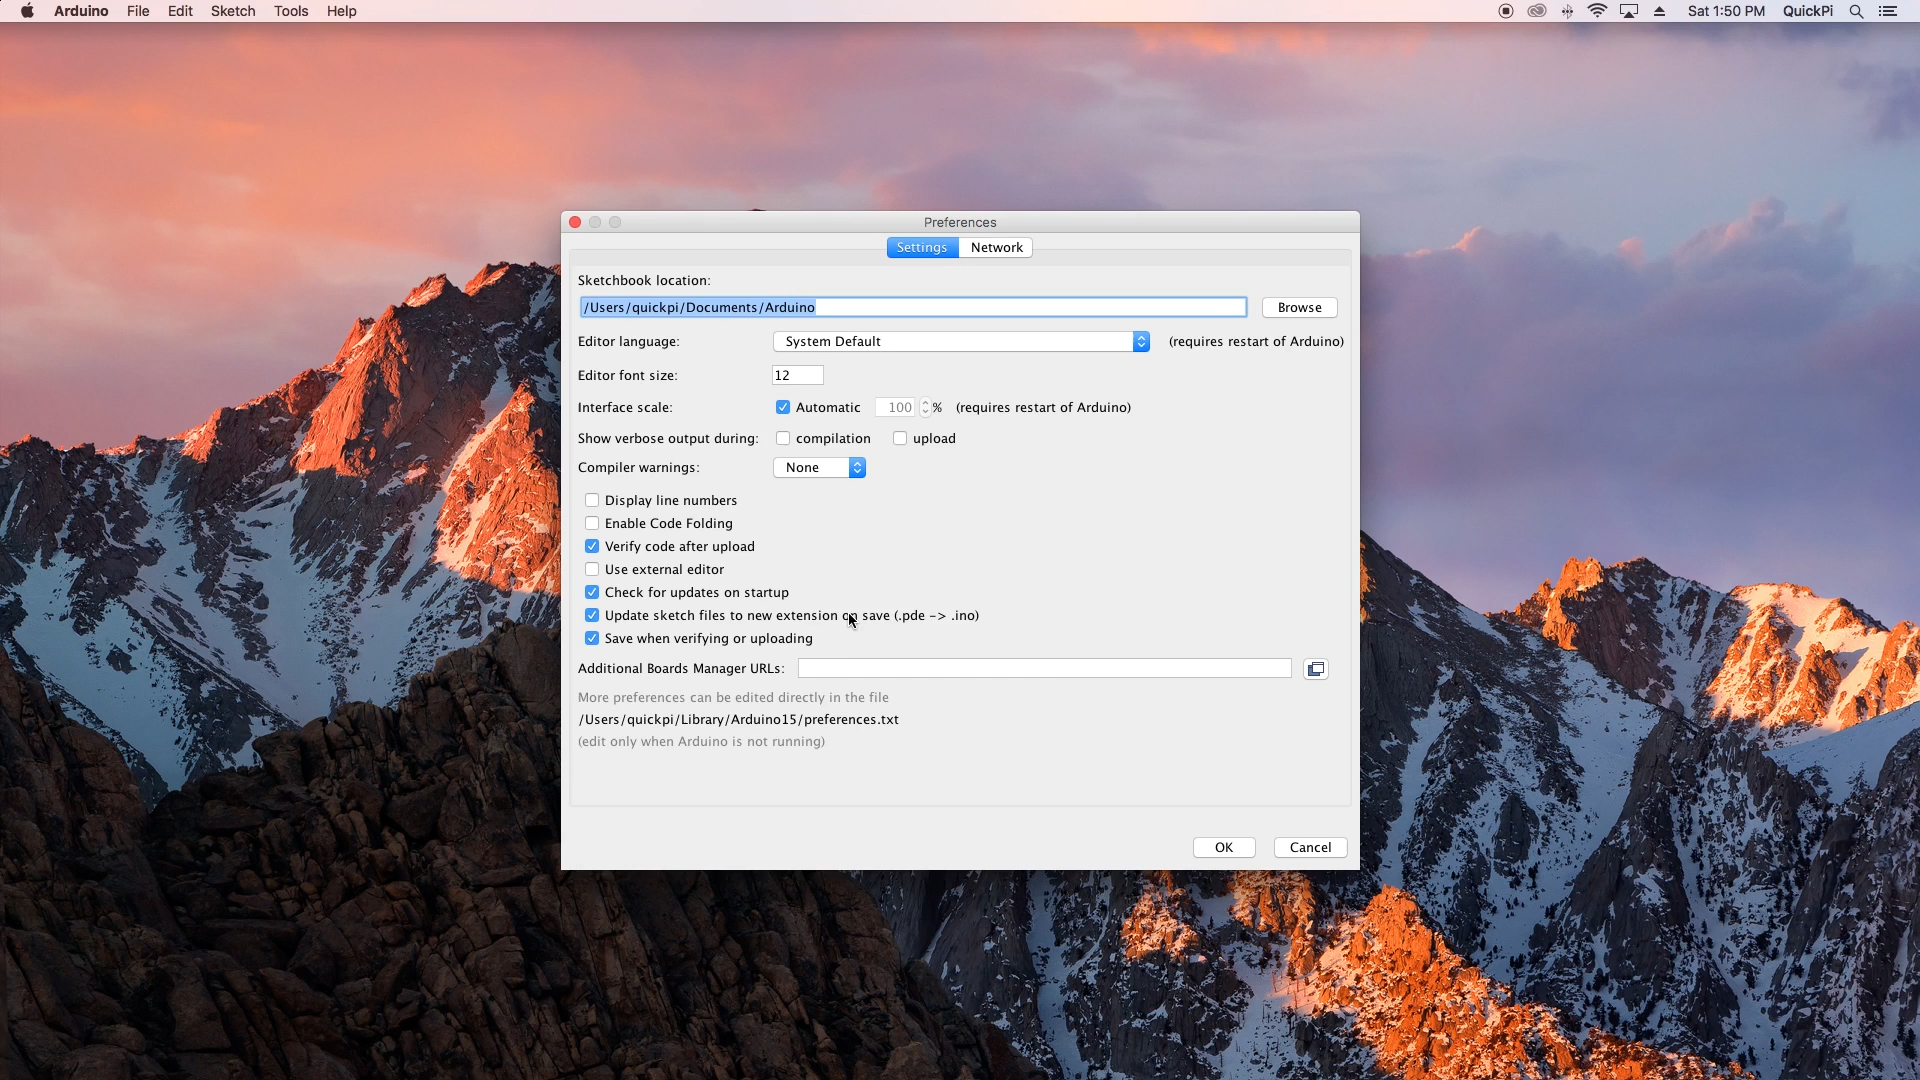 Arduino File Edit Sketch Tools Help Sat 1:50 PM QuickPi
Preferences
Settings Network
Sketchbook location:
/Users/quickpi/Documents/Arduino Browse
Editor language: System Default (requires restart of Arduino)
Editor font size: 12
Interface scale: Automatic 100 % (requires restart of Arduino)
Show verbose output during: compilation upload
Compiler warnings: None
Display line numbers
Enable Code Folding
Verify code after upload
Use external editor
Check for updates on startup
Update sketch files to new extension on save (.pde -> .ino)
Save when verifying or uploading
Additional Boards Manager URLs:
More preferences can be edited directly in the file
/Users/quickpi/Library/Arduino15/preferences.txt
(edit only when Arduino is not running)
OK Cancel